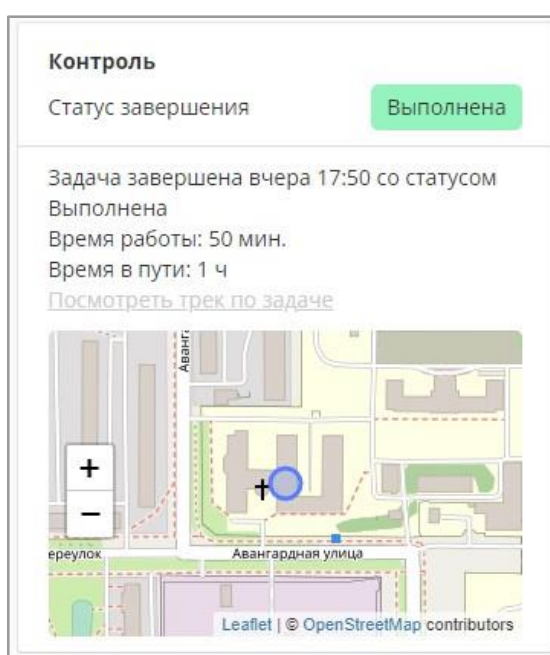 Контроль
Статус завершения
Выполнена
Задача завершена вчера 17:50 со статусом
Выполнена
Время работы: 50 мин.
Время в пути: 1 ч
Посмотреть трек по задаче
Аванг
+
−
ереулок
Авангардная улица
Leaflet | © OpenStreetMap contributors